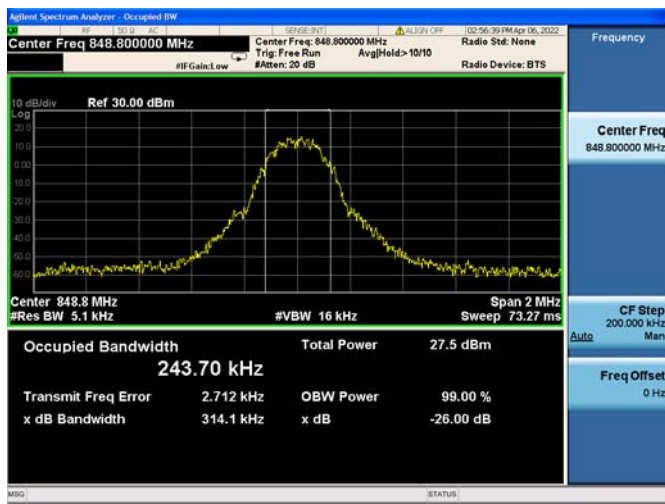 Agilent Spectrum Analyzer - Occupied BW
RF 50 Ω AC SENSE:INT ALIGN OFF 02:56:39 PM Apr 06, 2022
Center Freq 848.800000 MHz
Center Freq: 848.800000 MHz
Radio Std: None
Trig: Free Run Avg|Hold:> 10/10
#IFGain:Low #Atten: 20 dB Radio Device: BTS
10 dB/div Ref 30.00 dBm
Log
20.0
10.0
0.00
-10.0
-20.0
-30.0
-40.0
-50.0
-60.0
Center 848.8 MHz Span 2 MHz
#Res BW 5.1 kHz #VBW 16 kHz Sweep 73.27 ms
Occupied Bandwidth Total Power 27.5 dBm
243.70 kHz
Transmit Freq Error 2.712 kHz OBW Power 99.00 %
x dB Bandwidth 314.1 kHz x dB -26.00 dB
MSG STATUS
Frequency
Center Freq
848.800000 MHz
CF Step
200.000 kHz
Auto Man
Freq Offset
0 Hz